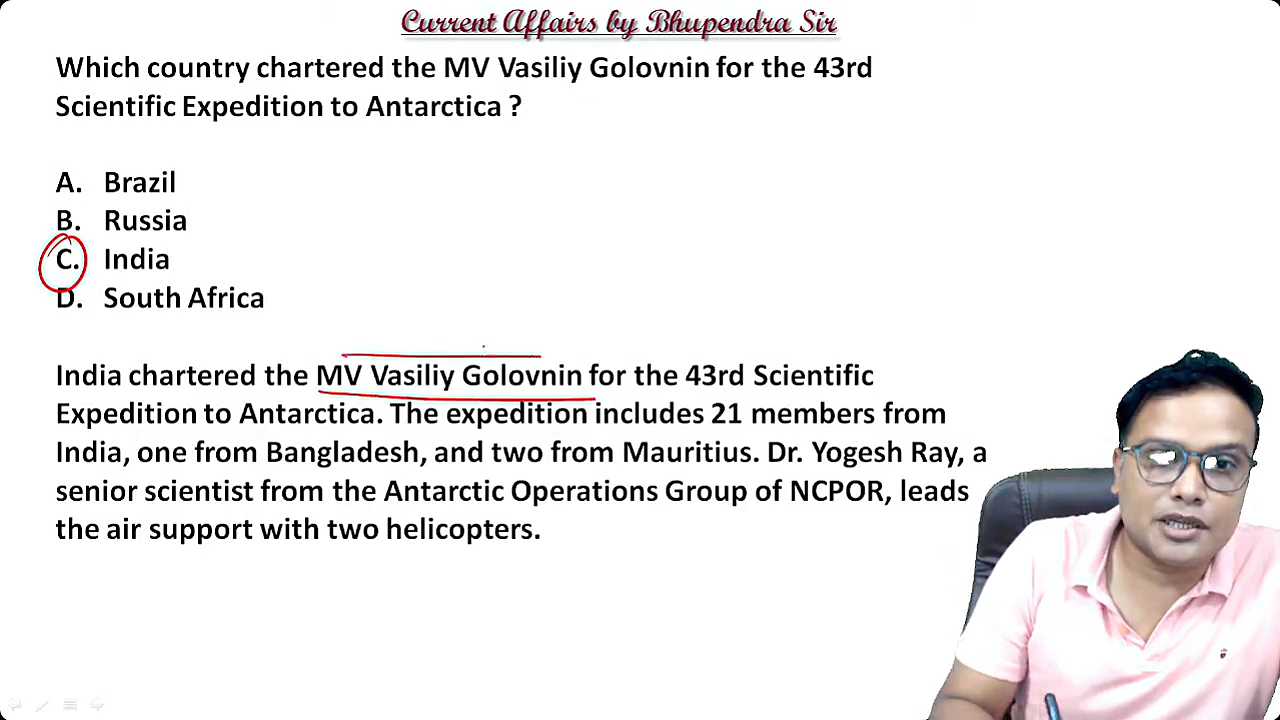 Current Affairs by Bhupendra Sir
Which country chartered the MV Vasiliy Golovnin for the 43rd
Scientific Expedition to Antarctica ?
A. Brazil
B. Russia
C. India
D. South Africa
India chartered the MV Vasiliy Golovnin for the 43rd Scientific
Expedition to Antarctica. The expedition includes 21 members from
India, one from Bangladesh, and two from Mauritius. Dr. Yogesh Ray, a
senior scientist from the Antarctic Operations Group of NCPOR, leads
the air support with two helicopters.